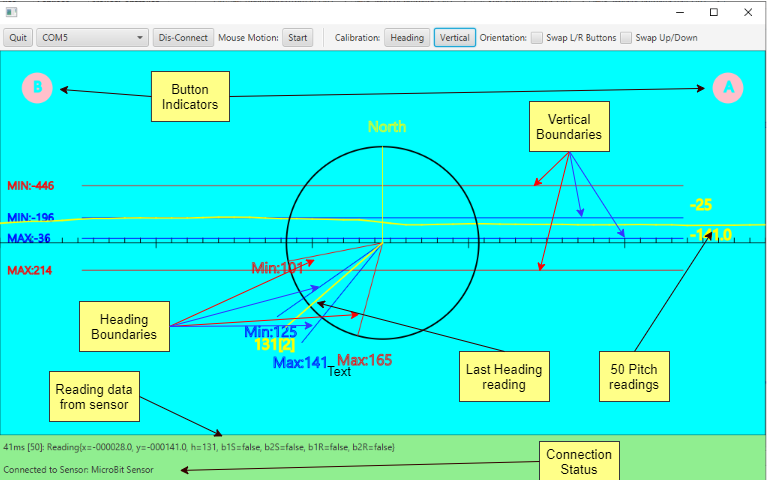 Quit COM5 Dis-Connect Mouse Motion: Start Calibration: Heading Vertical Orientation: Swap L/R Buttons Swap Up/Down
B
Button
Indicators
A
Vertical
Boundaries
North
MIN:-446
-25
MIN:-196
MAX:-36
-141.0
MAX:214
Min:101
Heading
Boundaries
Min:125
131[2]
Max:141
Max:165
Text
Last Heading
reading
50 Pitch
readings
Reading data
from sensor
41ms [50]: Reading{x=-000028.0, y=-000141.0, h=131, b1S=false, b2S=false, b1R=false, b2R=false}
Connected to Sensor: MicroBit Sensor
Connection
Status